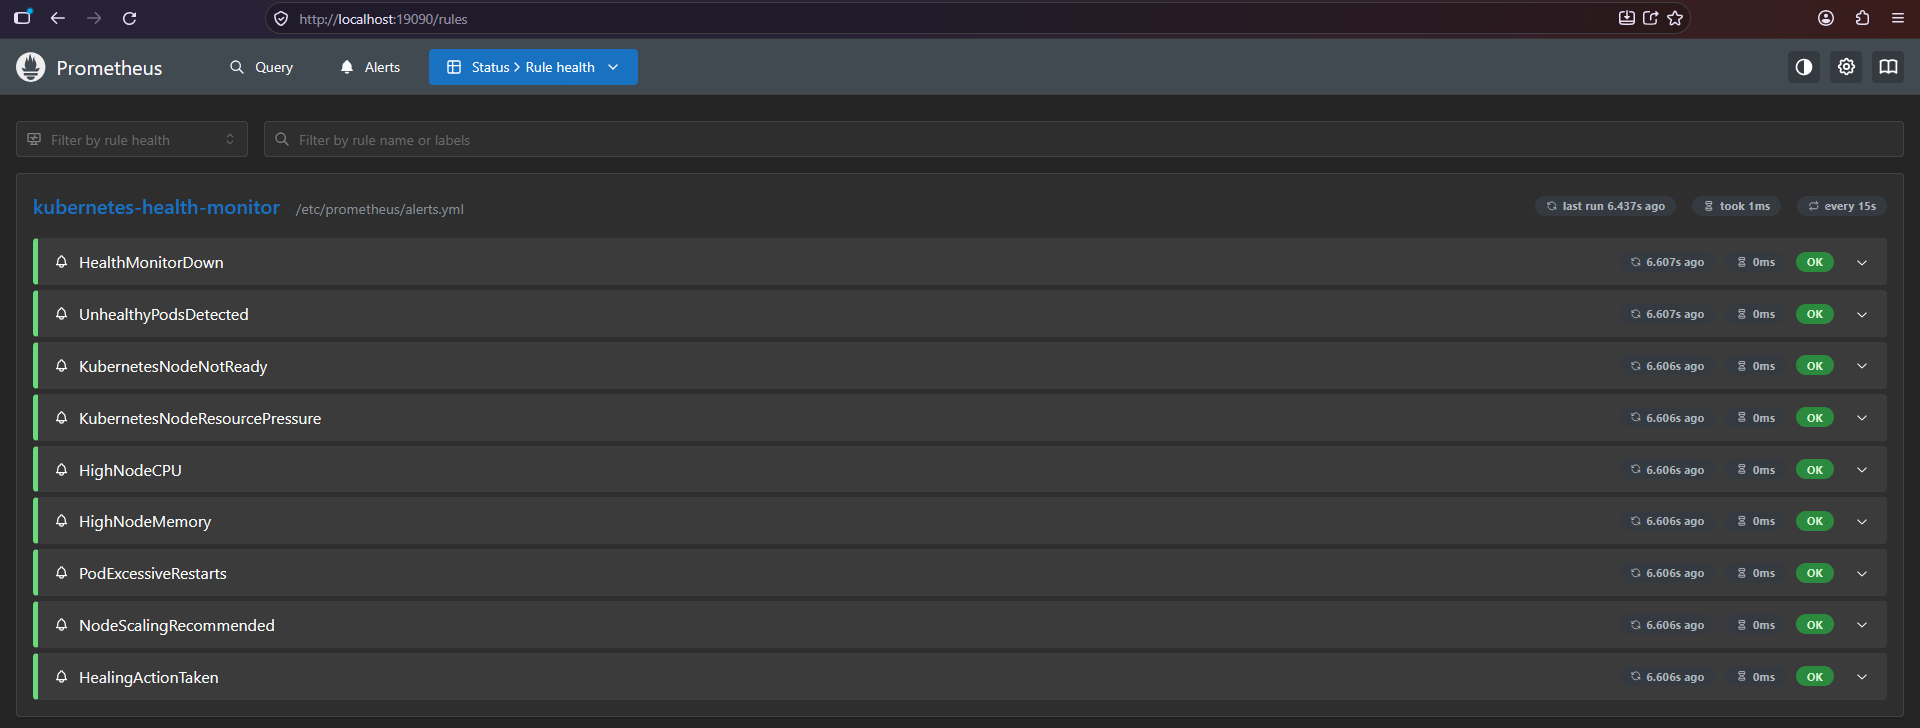 http://localhost:19090/rules
Prometheus Query Alerts Status > Rule health
Filter by rule health Filter by rule name or labels
kubernetes-health-monitor /etc/prometheus/alerts.yml last run 6.437s ago took 1ms every 15s
HealthMonitorDown 6.607s ago 0ms OK
UnhealthyPodsDetected 6.607s ago 0ms OK
KubernetesNodeNotReady 6.606s ago 0ms OK
KubernetesNodeResourcePressure 6.606s ago 0ms OK
HighNodeCPU 6.606s ago 0ms OK
HighNodeMemory 6.606s ago 0ms OK
PodExcessiveRestarts 6.606s ago 0ms OK
NodeScalingRecommended 6.606s ago 0ms OK
HealingActionTaken 6.606s ago 0ms OK